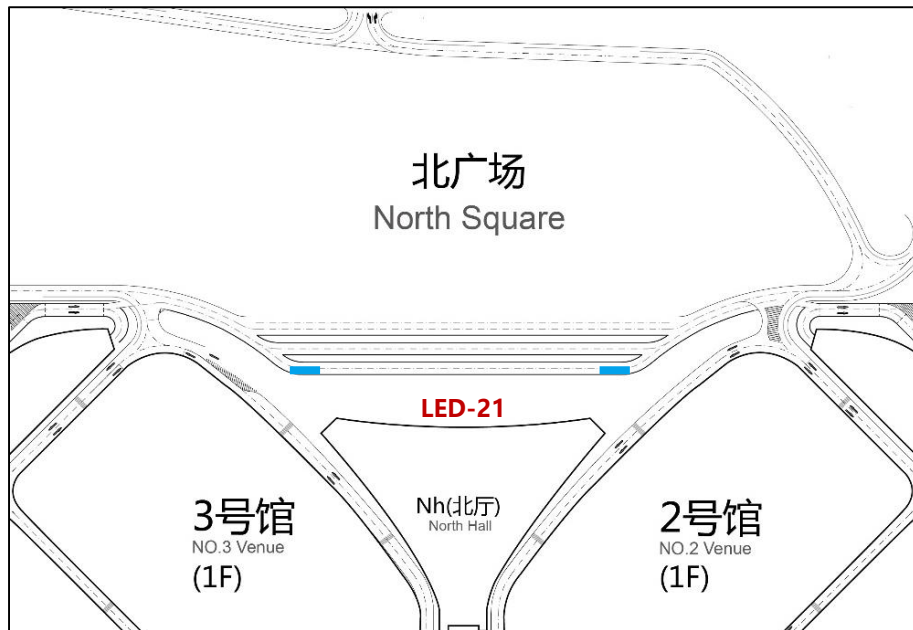 北广场
North Square
LED-21
Nh(北厅)
North Hall
3号馆
NO.3 Venue
(1F)
2号馆
NO.2 Venue
(1F)